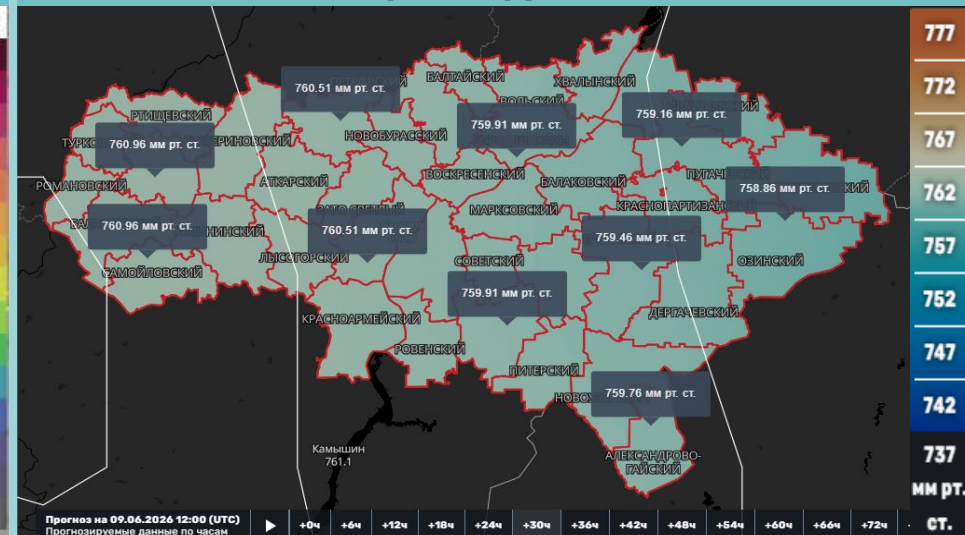 777
772
767
762
757
752
747
742
737
мм рт.
ст.
БАЛТАЙСКИЙ
ХВАЛЫНСКИЙ
760.51 мм рт. ст.
РТИЩЕВСКИЙ
759.91 мм рт. ст.
759.16 мм рт. ст.
НОВОБУРАССКИЙ
760.96 мм рт. ст.
АТКАРСКИЙ
ВОСКРЕСЕНСКИЙ
БАЛАКОВСКИЙ
758.86 мм рт. ст.
РОМАНОВСКИЙ
МАРКСОВСКИЙ
760.96 мм рт. ст.
760.51 мм рт. ст.
759.46 мм рт. ст.
ЛЫСОГОРСКИЙ
СОВЕТСКИЙ
ОЗИНСКИЙ
САМОЙЛОВСКИЙ
759.91 мм рт. ст.
КРАСНОАРМЕЙСКИЙ
ДЕРГАЧЕВСКИЙ
РОВЕНСКИЙ
ПИТЕРСКИЙ
759.76 мм рт. ст.
Камышин
761.1
АЛЕКСАНДРОВО-
ГАЙСКИЙ
Прогноз на 09.06.2026 12:00 (UTC)
Прогнозируемые данные по часам
+0ч +6ч +12ч +18ч +24ч +30ч +36ч +42ч +48ч +54ч +60ч +66ч +72ч